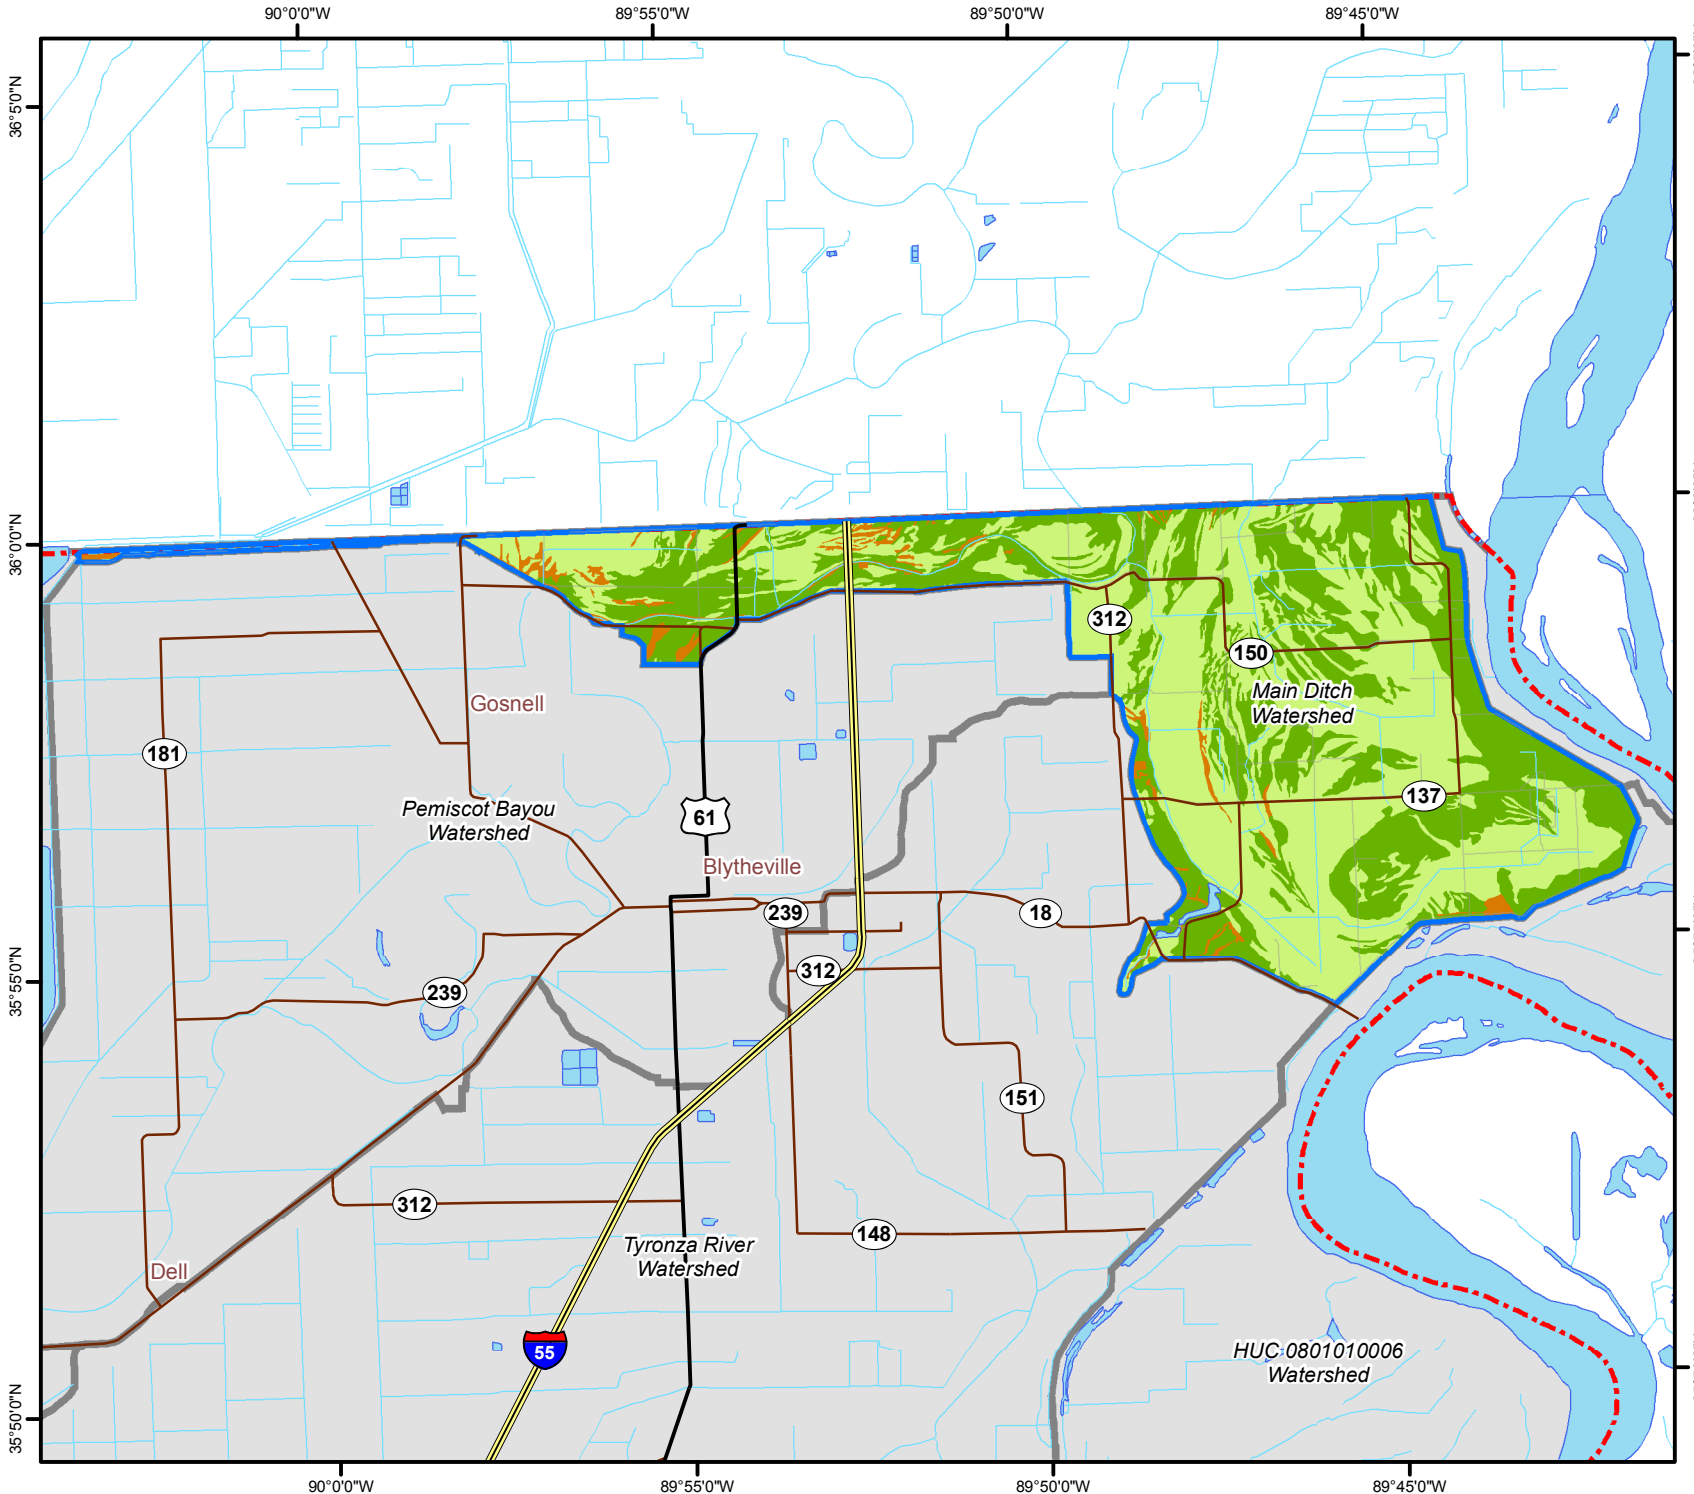 90°0'0"W
89°55'0"W
89°50'0"W
89°45'0"W
36°5'0"N
36°0'0"N
312
150
Main Ditch
Watershed
Gosnell
181
137
Pemiscot Bayou
Watershed
61
Blytheville
239
18
312
35°55'0"N
239
151
312
148
Tyronza River
Watershed
Dell
55
HUC 0801010006
Watershed
35°50'0"N
90°0'0"W
89°55'0"W
89°50'0"W
89°45'0"W